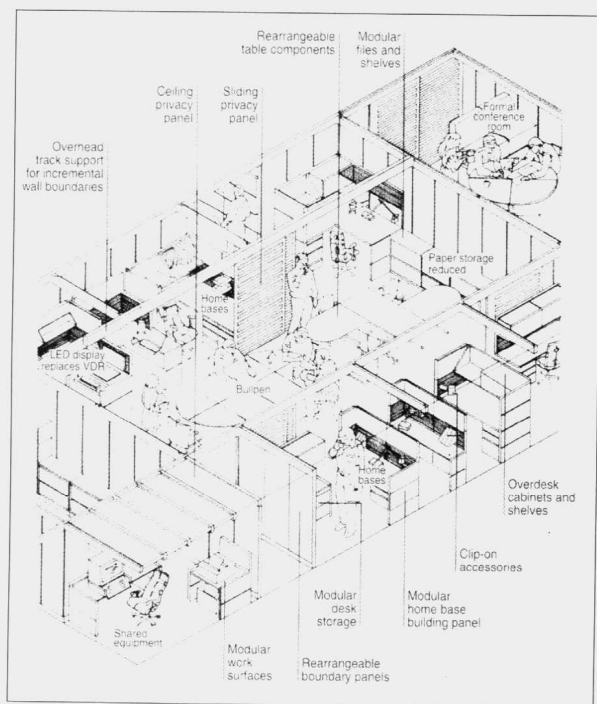 Rearrangeable
table components
Modular
files and
shelves
Ceiling
privacy
panel
Sliding
privacy
panel
Formal
conference
room
Overhead
track support
for incremental
wall boundaries
Paper storage
reduced
Home
bases
LED display
replaces VDR
Bullpen
Home
bases
Overdesk
cabinets and
shelves
Clip-on
accessories
Modular
desk
storage
Modular
home base
building panel
Shared
equipment
Modular
work
surfaces
Rearrangeable
boundary panels